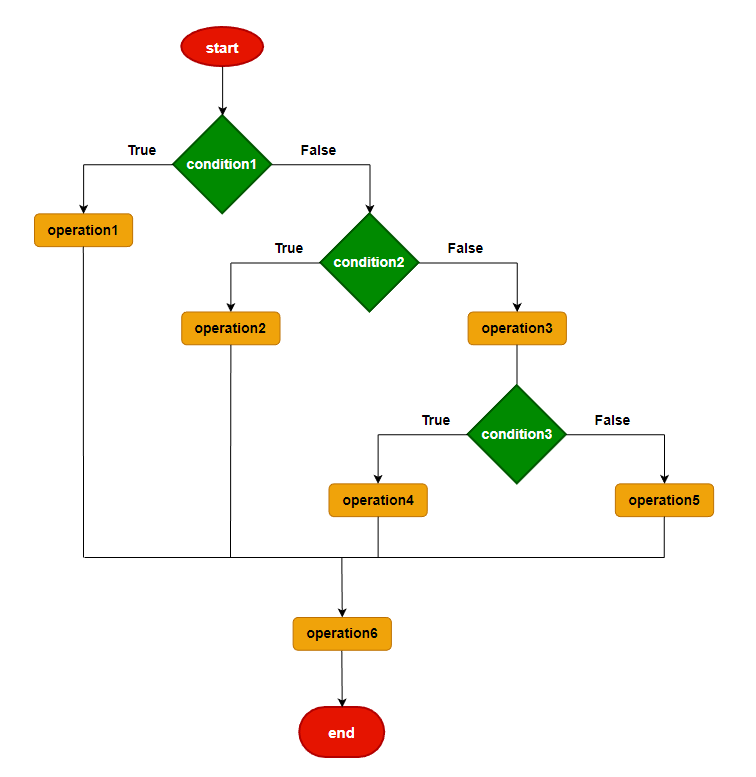 start
True
condition1
False
operation1
True
condition2
False
operation2
operation3
True
condition3
False
operation4
operation5
operation6
end